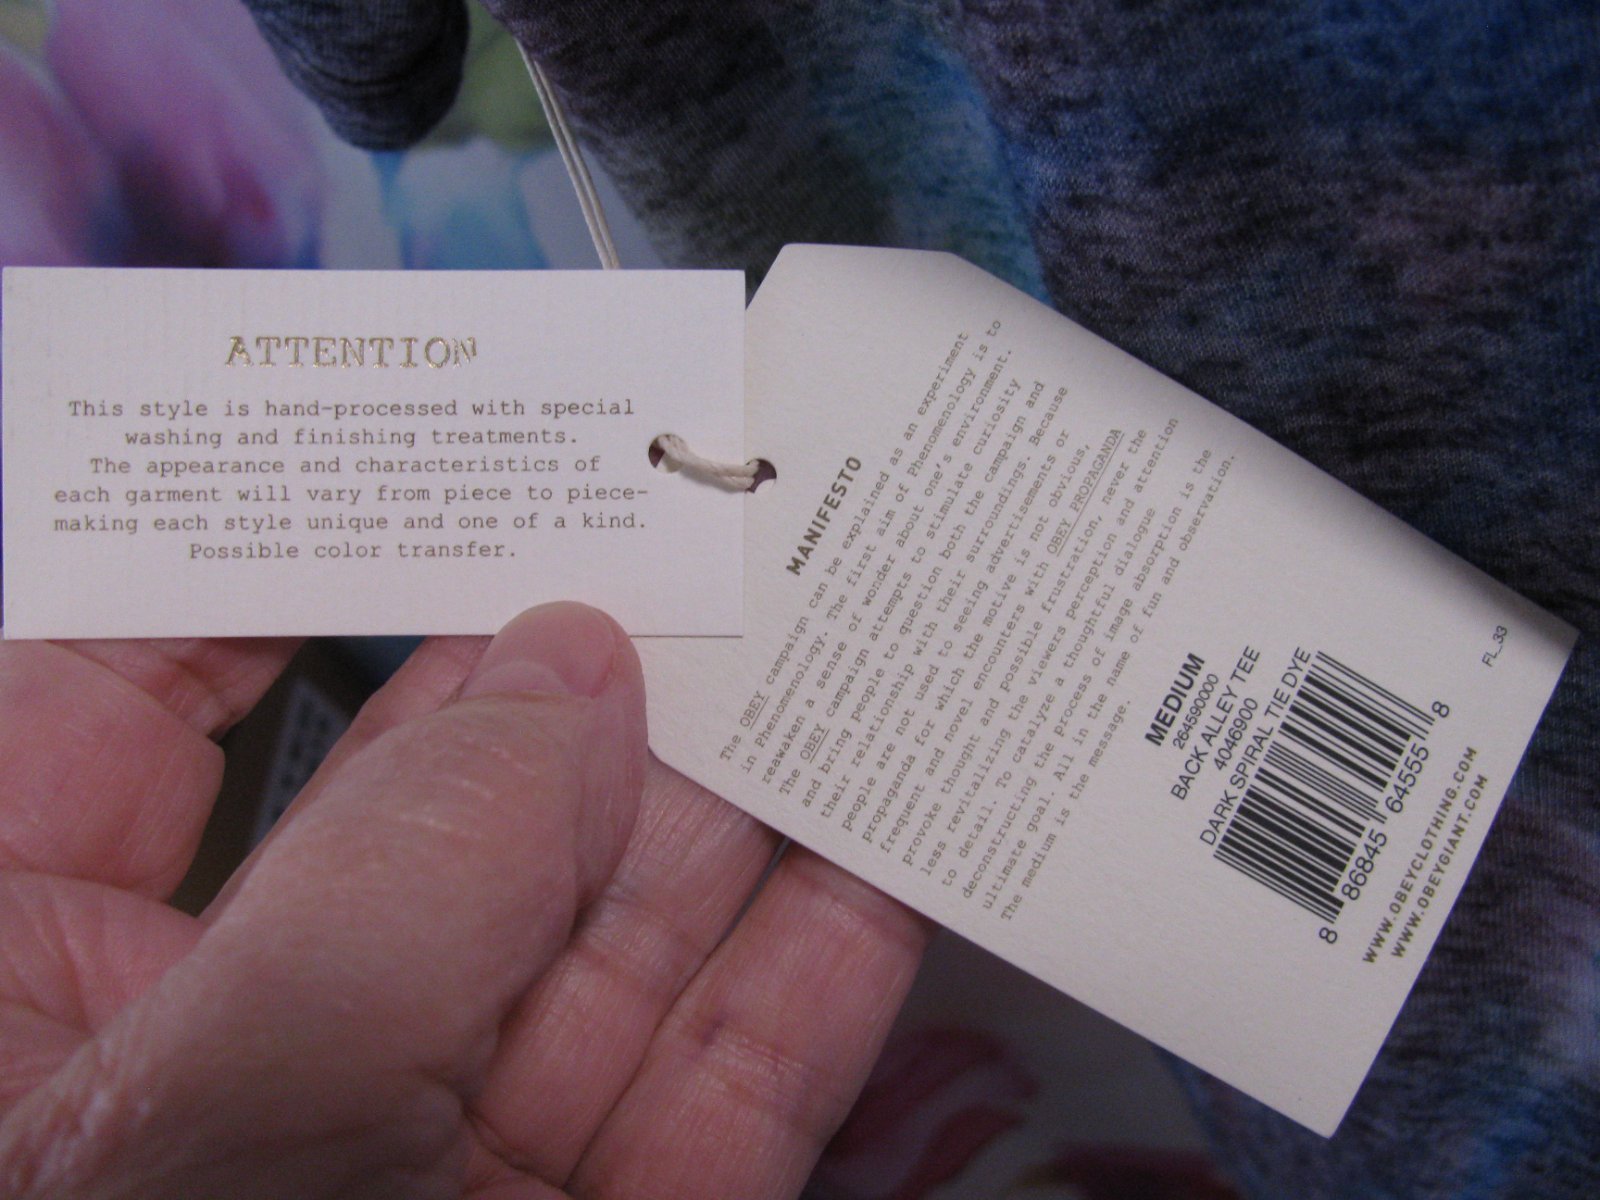 ATTENTION
This style is hand-processed with special
washing and finishing treatments.
The appearance and characteristics of
each garment will vary from piece to piece-
making each style unique and one of a kind.
Possible color transfer.
MANIFESTO
The OBEY campaign can be explained as an experiment
in Phenomenology. The first aim of Phenomenology is to
reawaken a sense of wonder about one's environment.
The OBEY campaign attempts to stimulate curiosity
and bring people to question both the campaign and
their relationship with their surroundings. Because
people are not used to seeing advertisements or
propaganda for which the motive is not obvious,
frequent and novel encounters with OBEY PROPAGANDA
provoke thought and possible frustration, never the
less revitalizing the viewers perception and attention
to detail. To catalyze a thoughtful dialogue
deconstructing the process of image absorption is the
ultimate goal. All in the name of fun and observation.
The medium is the message.
MEDIUM
264590000
BACK ALLEY TEE
4046900
DARK SPIRAL TIE DYE
8 86845 64555 8
WWW.OBEYCLOTHING.COM
WWW.OBEYGIANT.COM
FL_33